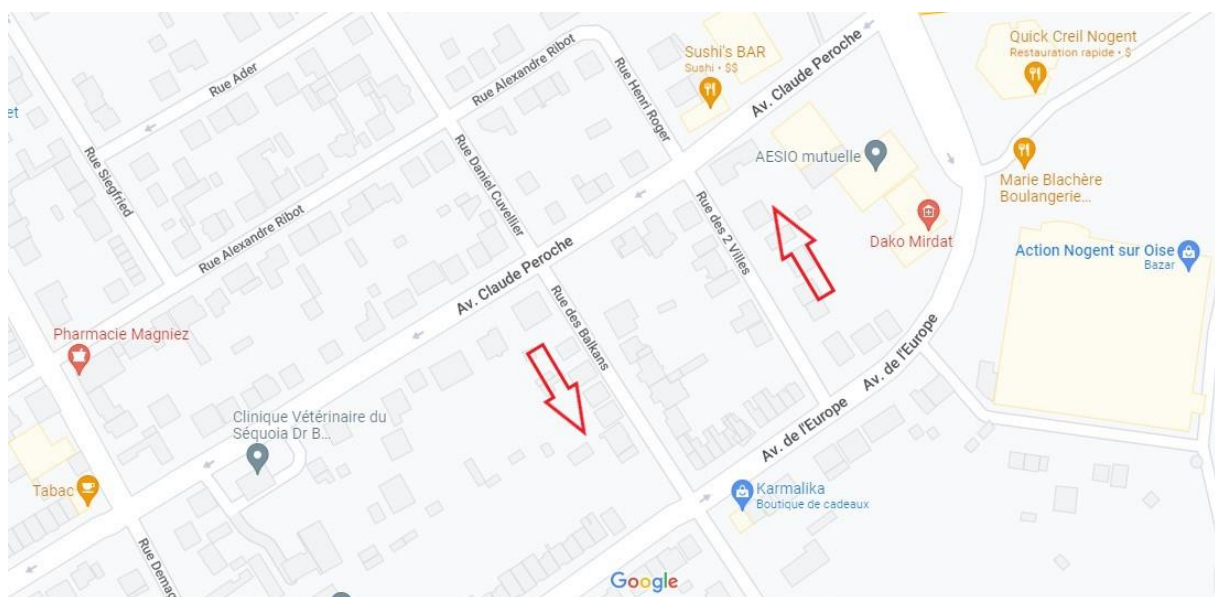 Quick Creil Nogent
Restauration rapide • $
Sushi's BAR
Sushi • $$
Rue Ader
Rue Alexandre Ribot
Rue Henri Roger
Av. Claude Peroche
et
AESIO mutuelle
Marie Blachère
Boulangerie...
Rue Siegfried
Rue Daniel Cuvellier
Rue des 2 Villes
Dako Mirdat
Action Nogent sur Oise
Bazar
Rue Alexandre Ribot
Av. Claude Peroche
Rue des Balkans
Pharmacie Magniez
Av. de l'Europe
Clinique Vétérinaire du
Séquoia Dr B...
Av. de l'Europe
Tabac
Karmalika
Boutique de cadeaux
Rue Demag
Google